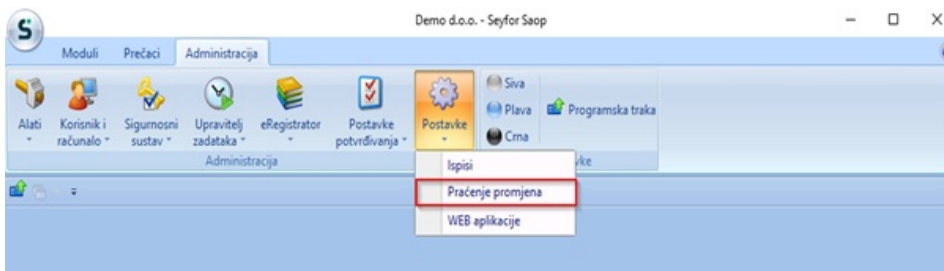 Demo d.o.o. - Seyfor Saop
Moduli Prečaci Administracija
Alati Korisnik i računalo Sigurnosni sustav Upravitelj zadataka eRegistrator Postavke potvrđivanja Postavke
Siva
Plava
Crna
Programska traka
Administracija
vke
Ispisi
Praćenje promjena
WEB aplikacije